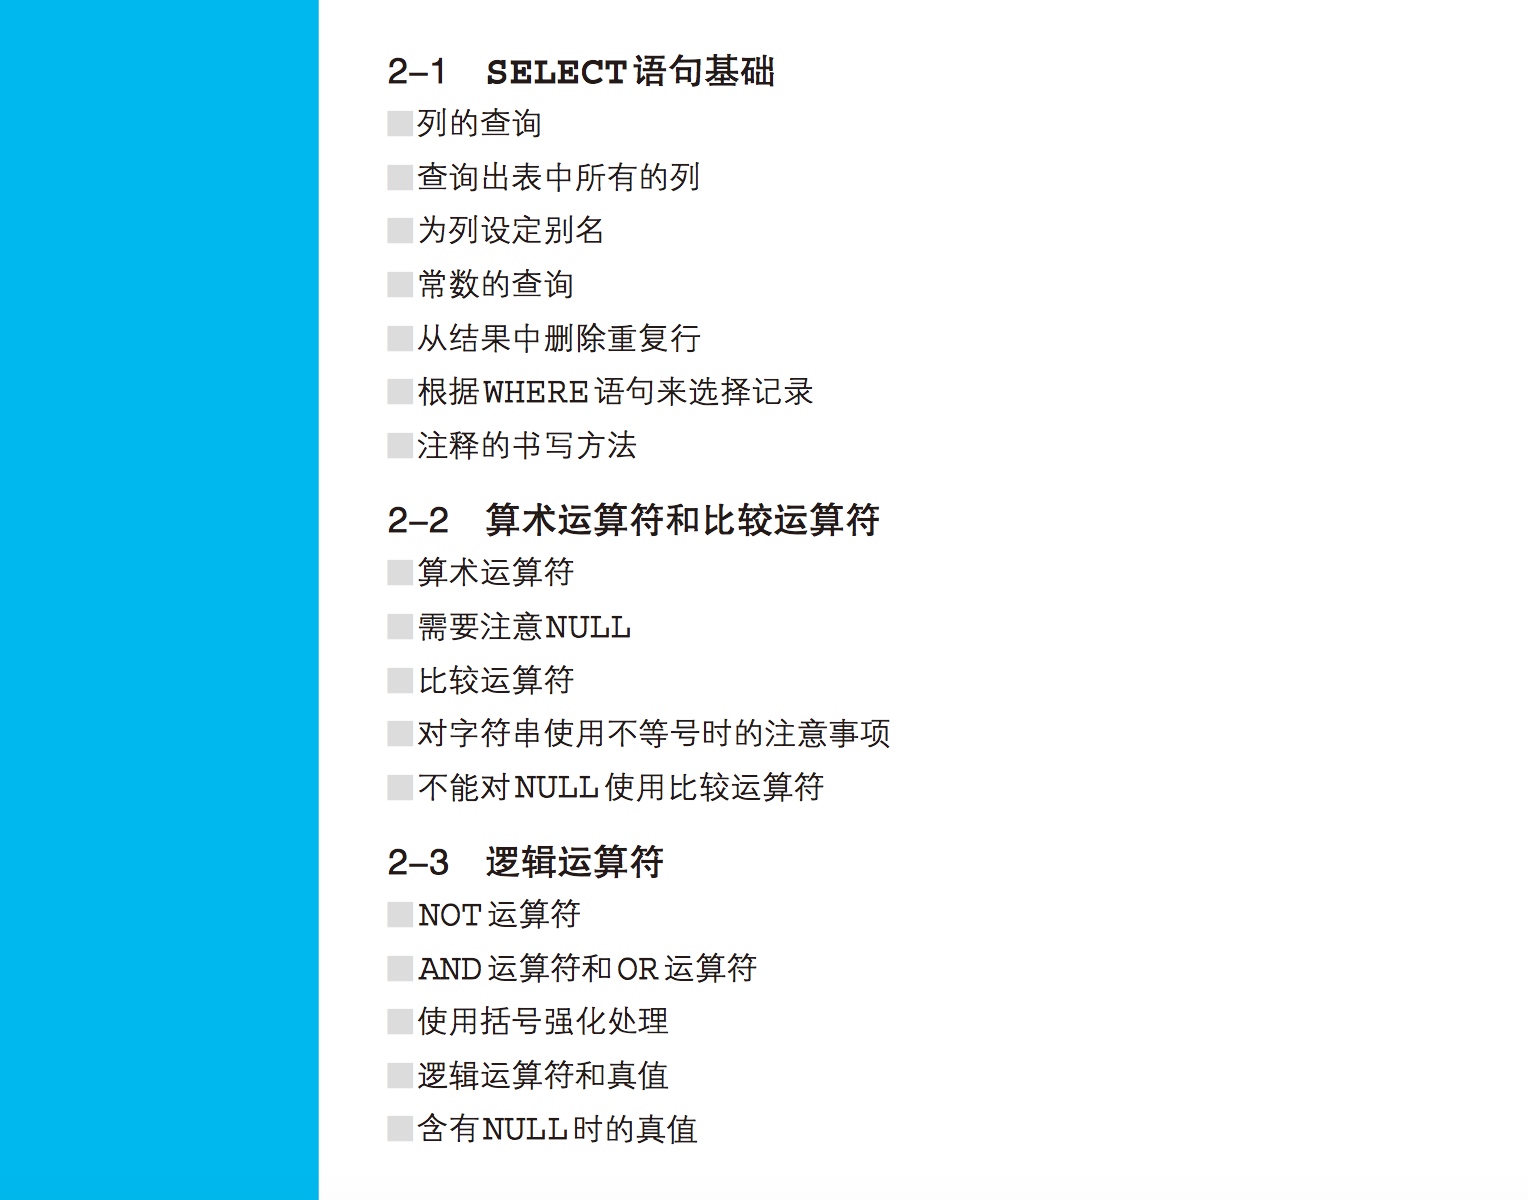 2–1 SELECT语句基础
列的查询
查询出表中所有的列
为列设定别名
常数的查询
从结果中删除重复行
根据WHERE语句来选择记录
注释的书写方法
2–2 算术运算符和比较运算符
算术运算符
需要注意NULL
比较运算符
对字符串使用不等号时的注意事项
不能对NULL使用比较运算符
2–3 逻辑运算符
NOT运算符
AND运算符和OR运算符
使用括号强化处理
逻辑运算符和真值
含有NULL时的真值